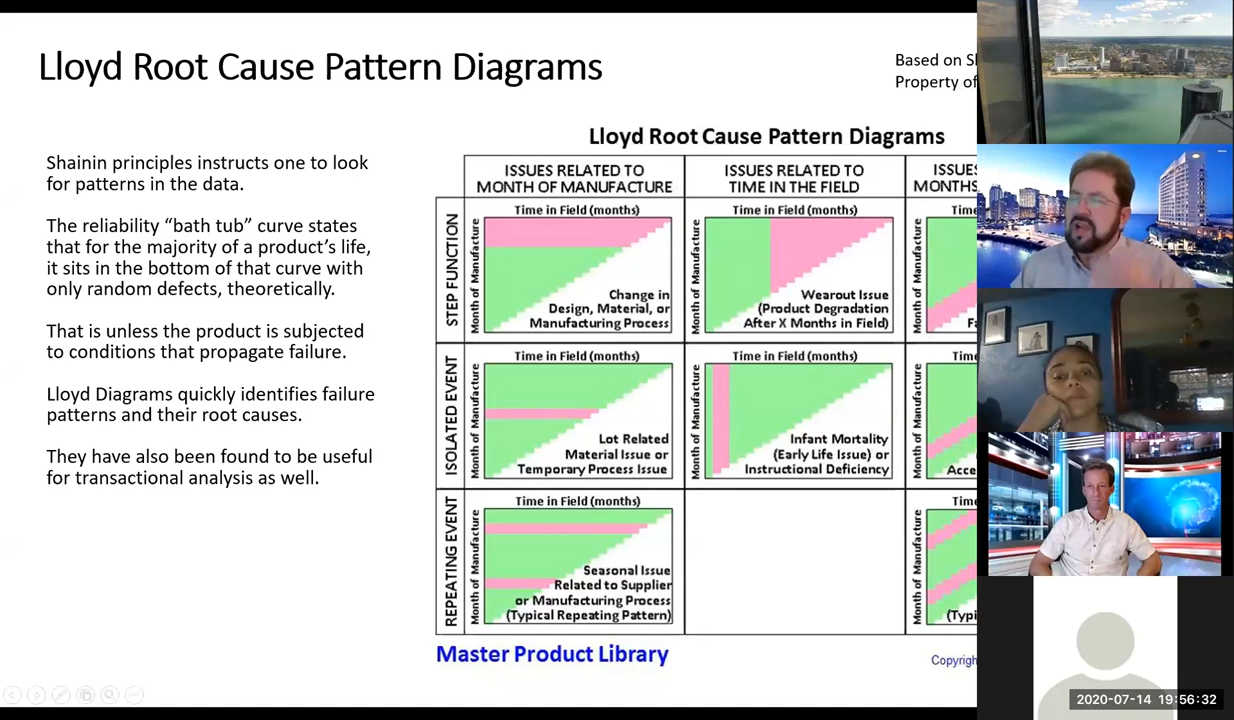 Lloyd Root Cause Pattern Diagrams
Based on
Property of
Shainin principles instructs one to look
for patterns in the data.
The reliability “bath tub” curve states
that for the majority of a product’s life,
it sits in the bottom of that curve with
only random defects, theoretically.
That is unless the product is subjected
to conditions that propagate failure.
Lloyd Diagrams quickly identifies failure
patterns and their root causes.
They have also been found to be useful
for transactional analysis as well.
Lloyd Root Cause Pattern Diagrams
ISSUES RELATED TO
MONTH OF MANUFACTURE
ISSUES RELATED TO
TIME IN THE FIELD
ISSUES
MONTHS
STEP FUNCTION
Time in Field (months)
Month of Manufacture
Change in
Design, Material, or
Manufacturing Process
Time in Field (months)
Month of Manufacture
Wearout Issue
(Product Degradation
After X Months in Field)
Time
Month of Manufacture
ISOLATED EVENT
Time in Field (months)
Month of Manufacture
Lot Related
Material Issue or
Temporary Process Issue
Time in Field (months)
Month of Manufacture
Infant Mortality
(Early Life Issue) or
Instructional Deficiency
Time
Month of Manufacture
REPEATING EVENT
Time in Field (months)
Month of Manufacture
Seasonal Issue
Related to Supplier
or Manufacturing Process
(Typical Repeating Pattern)
Time
Month of Manufacture
Master Product Library
2020-07-14 19:56:32